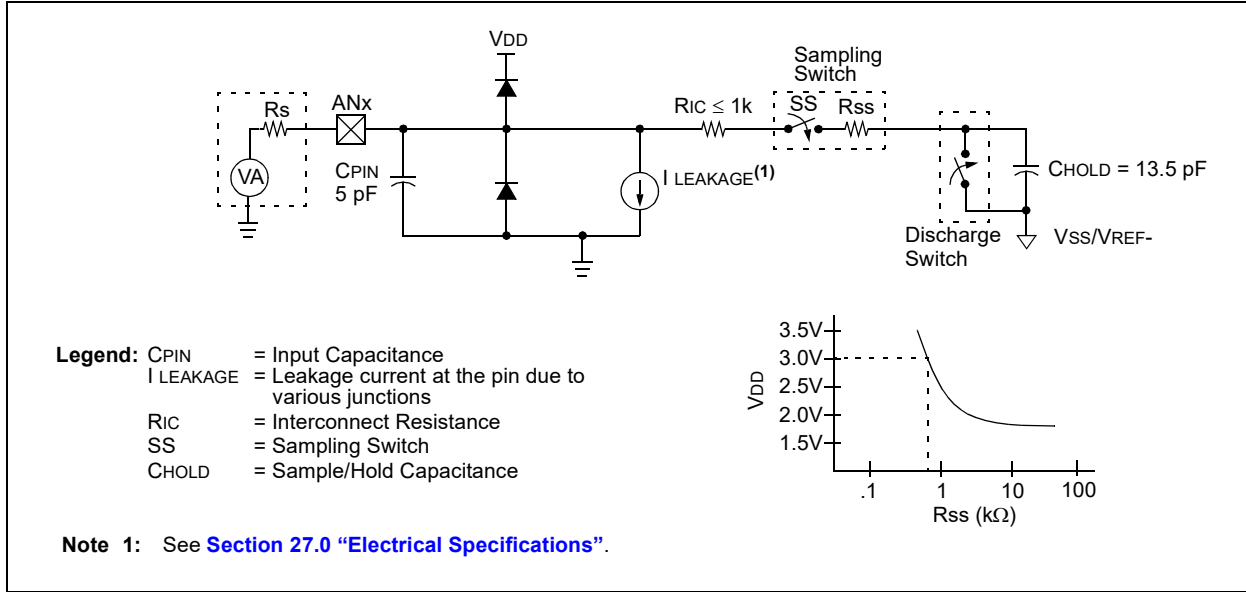 VDD
Sampling
Switch
Rs
ANx
RIC ≤ 1k
SS
Rss
VA
CPIN
5 pF
I LEAKAGE(1)
CHOLD = 13.5 pF
Discharge
Switch
VSS/VREF-
Legend: CPIN = Input Capacitance
I LEAKAGE = Leakage current at the pin due to
various junctions
RIC = Interconnect Resistance
SS = Sampling Switch
CHOLD = Sample/Hold Capacitance
VDD
3.5V
3.0V
2.5V
2.0V
1.5V
.1 1 10 100
Rss (kΩ)
Note 1: See Section 27.0 “Electrical Specifications”.